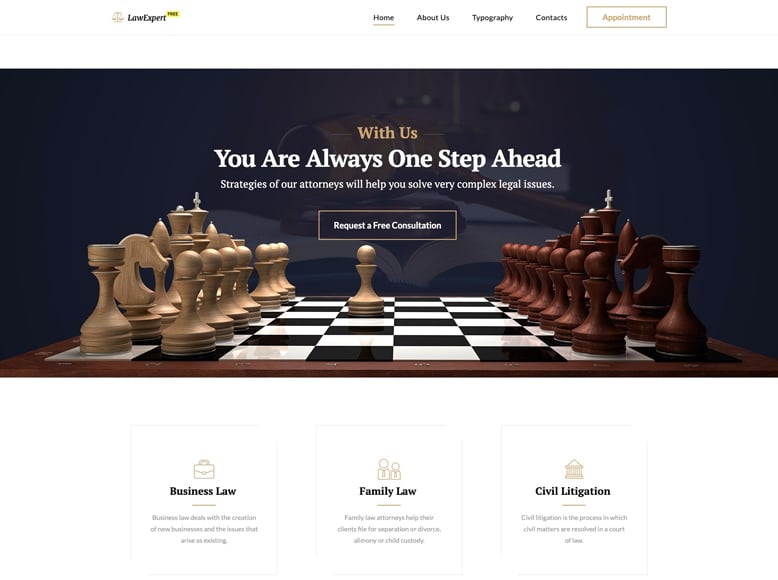 LawExpert FREE
Home About Us Typography Contacts Appointment
With Us
You Are Always One Step Ahead
Strategies of our attorneys will help you solve very complex legal issues.
Request a Free Consultation
Business Law
Business law deals with the creation
of new businesses and the issues that
arise as existing.
Family Law
Family law attorneys help their
clients file for separation or divorce,
alimony or child custody.
Civil Litigation
Civil litigation is the process in which
civil matters are resolved in a court
of law.